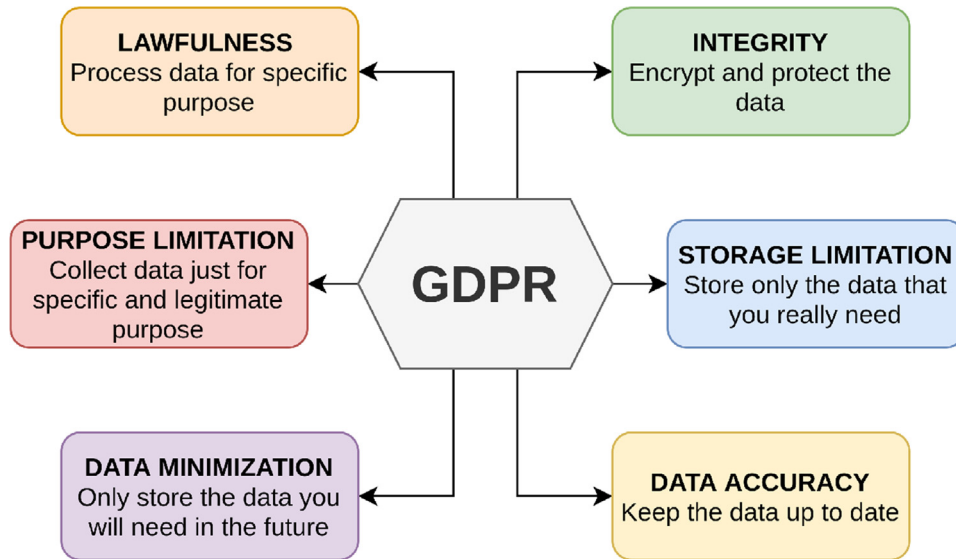 LAWFULNESS
Process data for specific
purpose
INTEGRITY
Encrypt and protect the
data
PURPOSE LIMITATION
Collect data just for
specific and legitimate
purpose
GDPR
STORAGE LIMITATION
Store only the data that
you really need
DATA MINIMIZATION
Only store the data you
will need in the future
DATA ACCURACY
Keep the data up to date